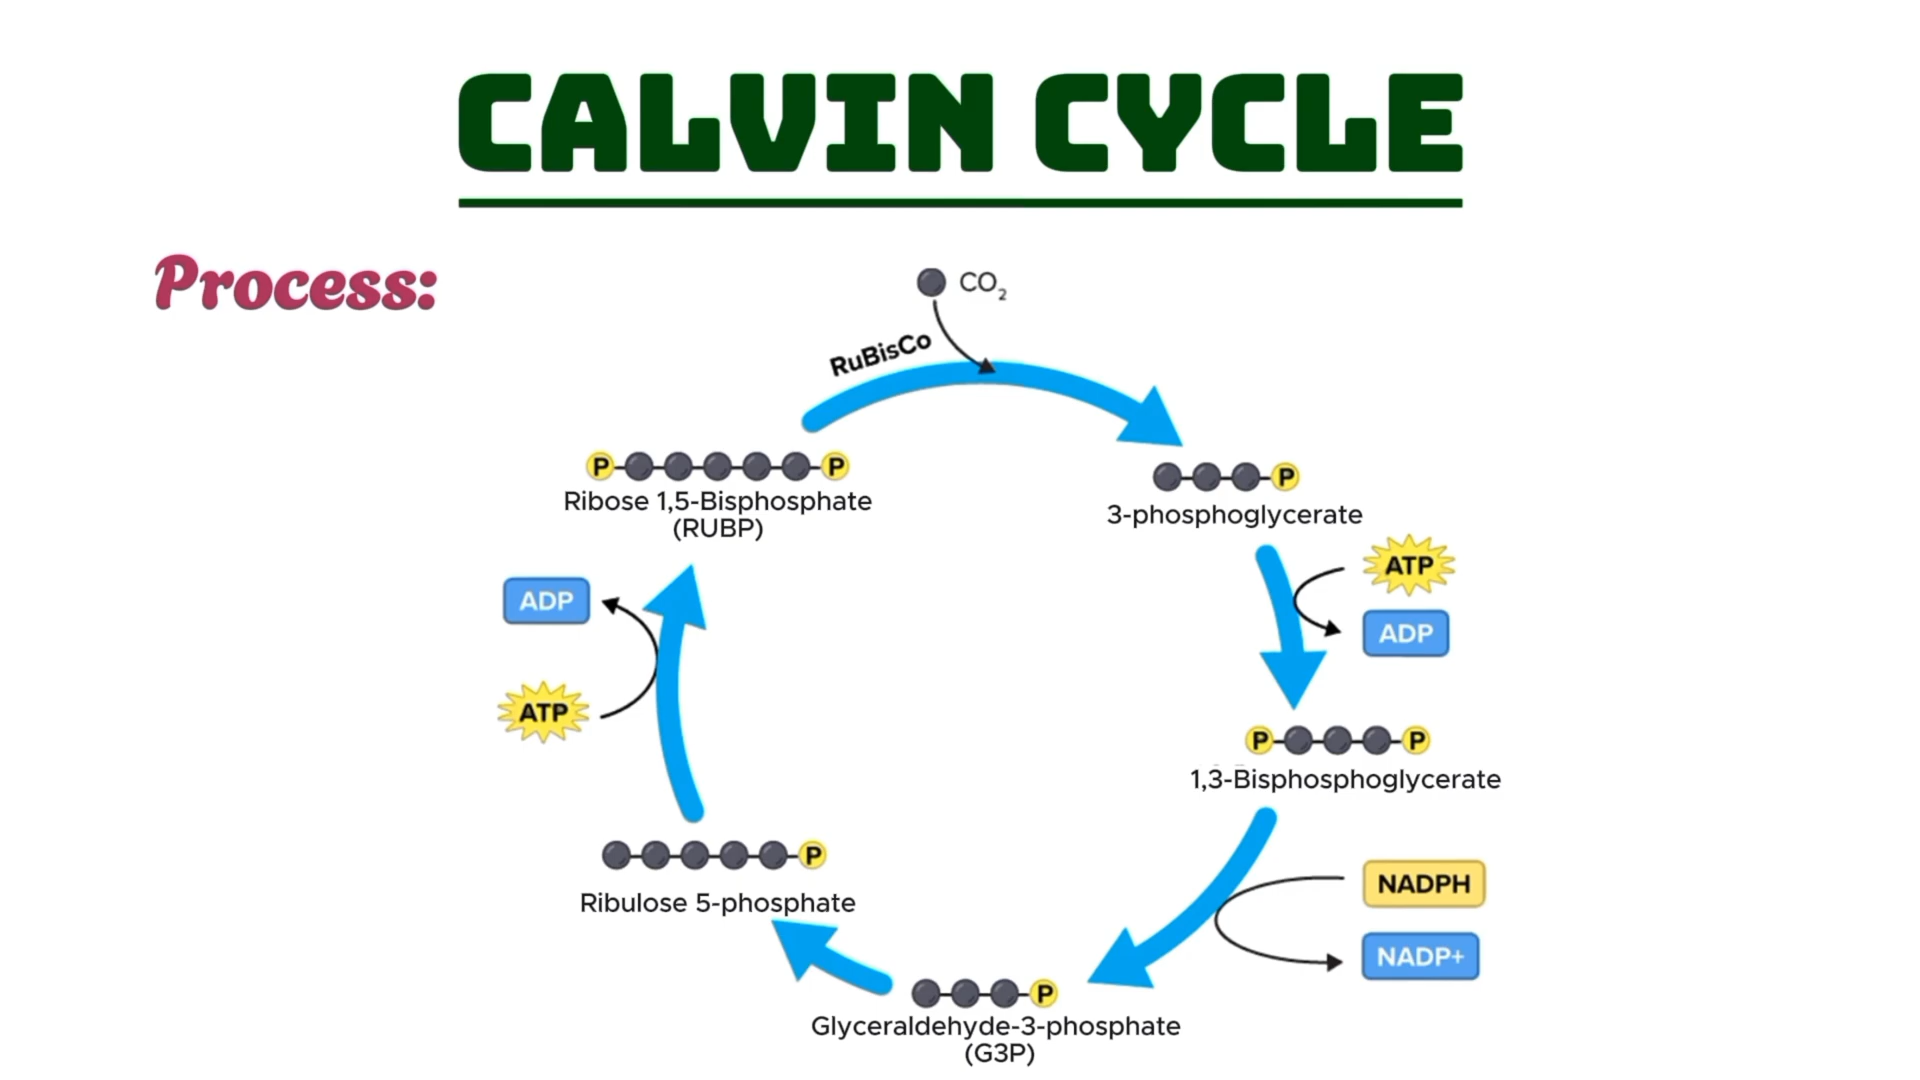 CALVIN CYCLE
Process:
CO₂
RuBisCo
P P
Ribose 1,5-Bisphosphate
(RUBP)
P
3-phosphoglycerate
ATP
ADP
P P
1,3-Bisphosphoglycerate
NADPH
NADP+
P
Glyceraldehyde-3-phosphate
(G3P)
P
Ribulose 5-phosphate
ATP
ADP